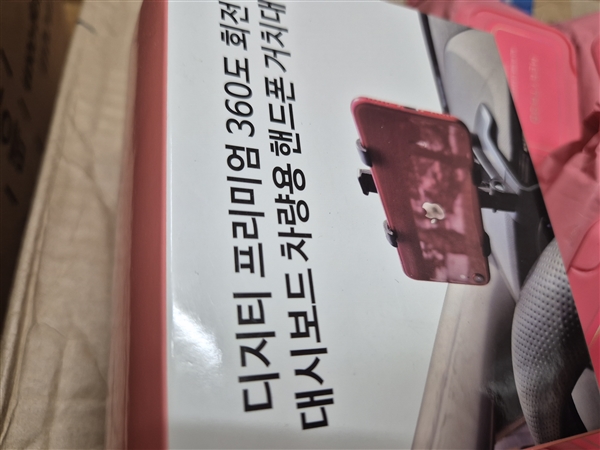 디지티 프리미엄 360도 회전
대시보드 차량용 핸드폰 거치대